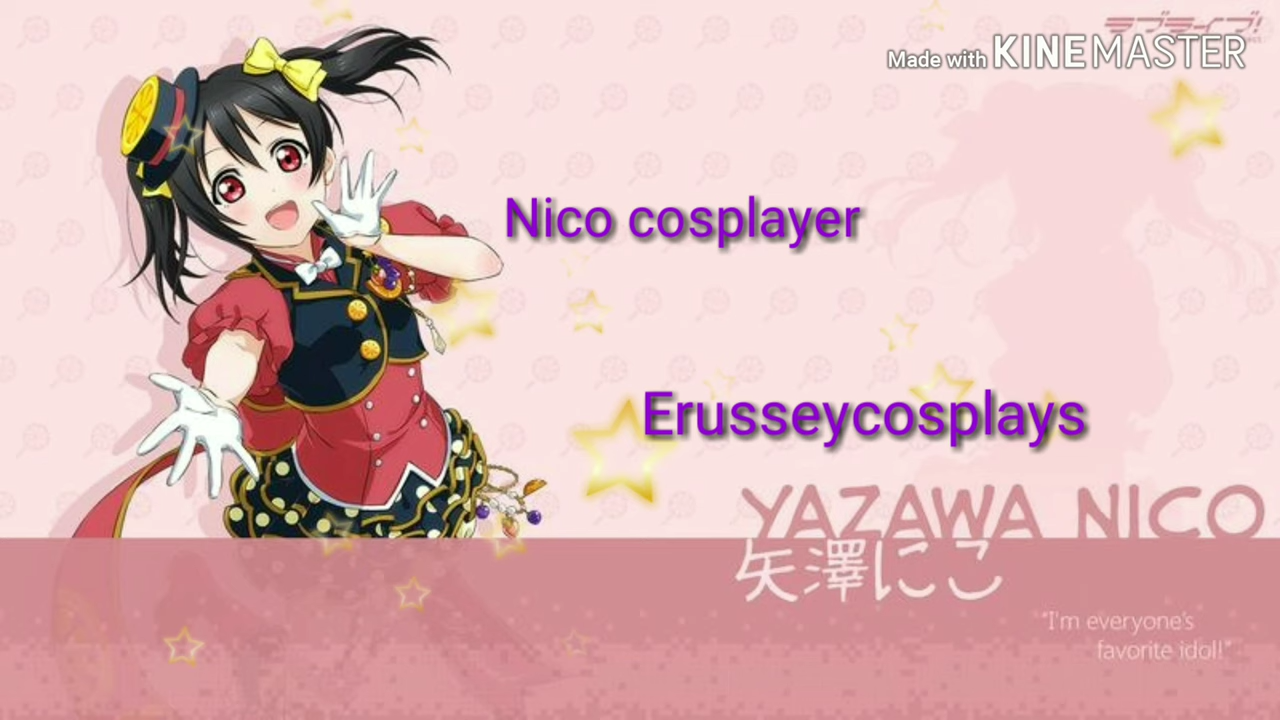 ラブライブ!
Made with KINEMASTER
Nico cosplayer
Erusseycosplays
YAZAWA NICO
矢澤にこ
"I'm everyone's
favorite idol!"